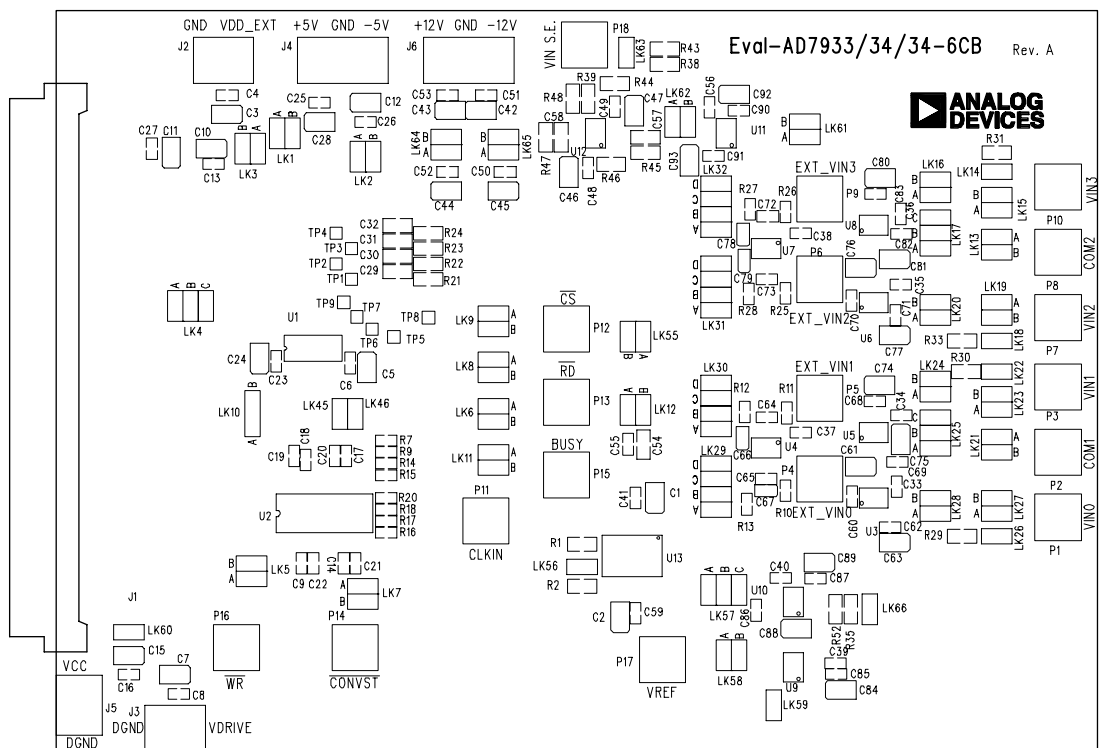 GND VDD_EXT +5V GND -5V +12V GND -12V
J2 J4 J6
VIN S.E. P18 LK63 R43 R38
Eval-AD7933/34/34-6CB Rev. A
ANALOG DEVICES
C4 C3 C25 C28 C12 C26 C53 C43 C51 C42
R39 R48 R44 C49 C47 C57 LK62 A B C56 C92 C90
C27 C11 C10 C13 LK3 B A LK1 A B LK2 A B
LK64 B A LK65 B A C52 C44 C50 C45
C58 R47 U12 C46 C48 R46 R45 C93 C91 U11
B A LK61
R31 LK14 B A LK15 P10 VIN3
LK32 D C B A R27 C72 R26 EXT_VIN3 P9 C80 C83 C36 B A LK16
C78 U7 C38 P6 C76 U8 C82 B A LK17 LK13 A B COM2
C79 C73 C81 C35 P8
C32 C31 C30 C29 R24 R23 R22 R21
TP4 TP3 TP2 TP1
LK31 D C B A R28 R25 EXT_VIN2 C70 C71 U6 C77 B A LK20 LK19 A B VIN2
R33 LK18 P7
A B C LK4
TP9 TP7 TP8 TP6 TP5
U1 C24 C23 C6 C5
LK9 A B CS P12 LK55 B A
LK8 A B RD P13
LK30 D C B A R12 C64 R11 EXT_VIN1 P5 C74 C68 C34 LK24 B A R30 LK22
B A LK23 VIN1 P3
B LK10 A LK45 LK46
LK6 A B B A LK12
C66 U4 C37 P4 C61 U5 C75 C69 B A LK25 LK21 A B COM1
C19 C18 C20 C17 R7 R9 R14 R15
LK11 A B BUSY P15 C55 C54
LK29 D C B A C65 C67 C33 P2
U2 R20 R18 R17 R16
P11 CLKIN C41 C1
R13 R10 EXT_VIN0 C60 U3 C62 C63 B A LK28 B A LK27 VIN0
R29 LK26 P1
R1 LK56 R2 U13
B A LK5 C9 C22 C14 C21 A B LK7
A B C LK57 U10 C40 C89 C87
C2 C59 C86 C88 R52 R35 LK66
J1 LK60 P16 P14
P17 A B LK58 C39 C85 C84
VCC C15 C7 C16 C8 WR CONVST VREF U9 LK59
J5 J3
DGND VDRIVE
DGND